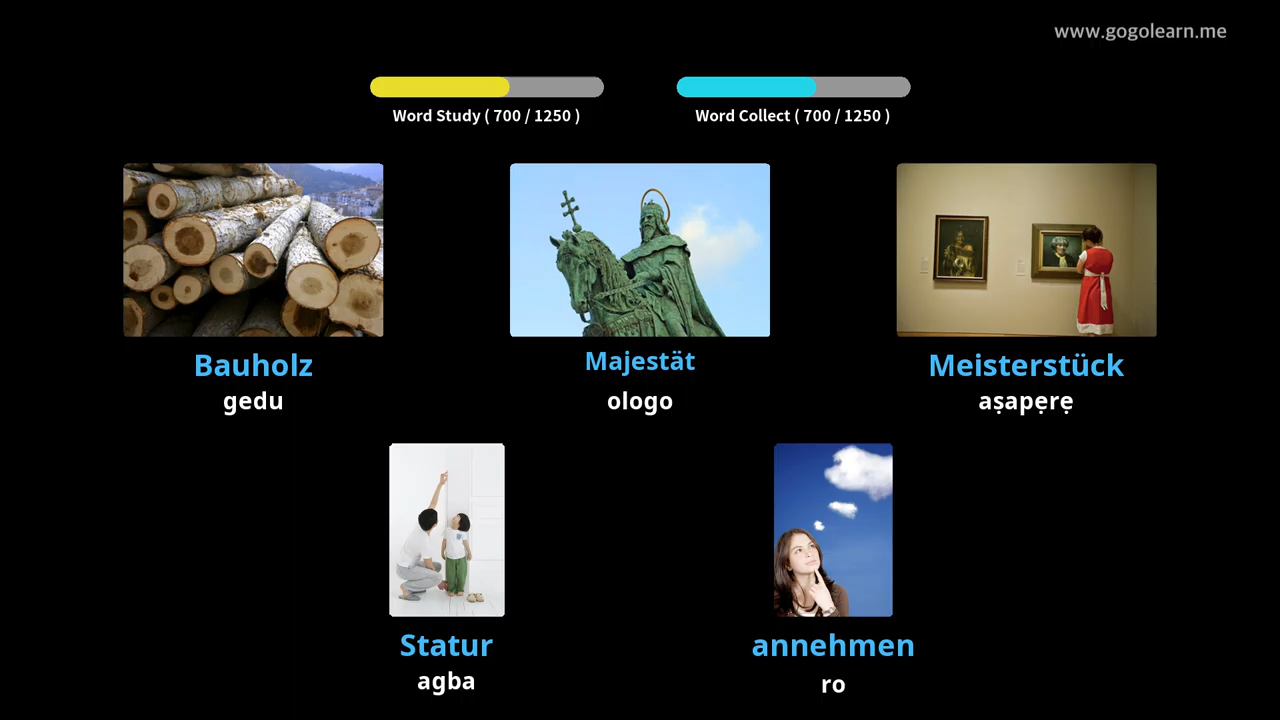 www.gogolearn.me
Word Study ( 700 / 1250 )
Word Collect ( 700 / 1250 )
Bauholz
gedu
Majestät
ologo
Meisterstück
aṣapẹrẹ
Statur
agba
annehmen
ro